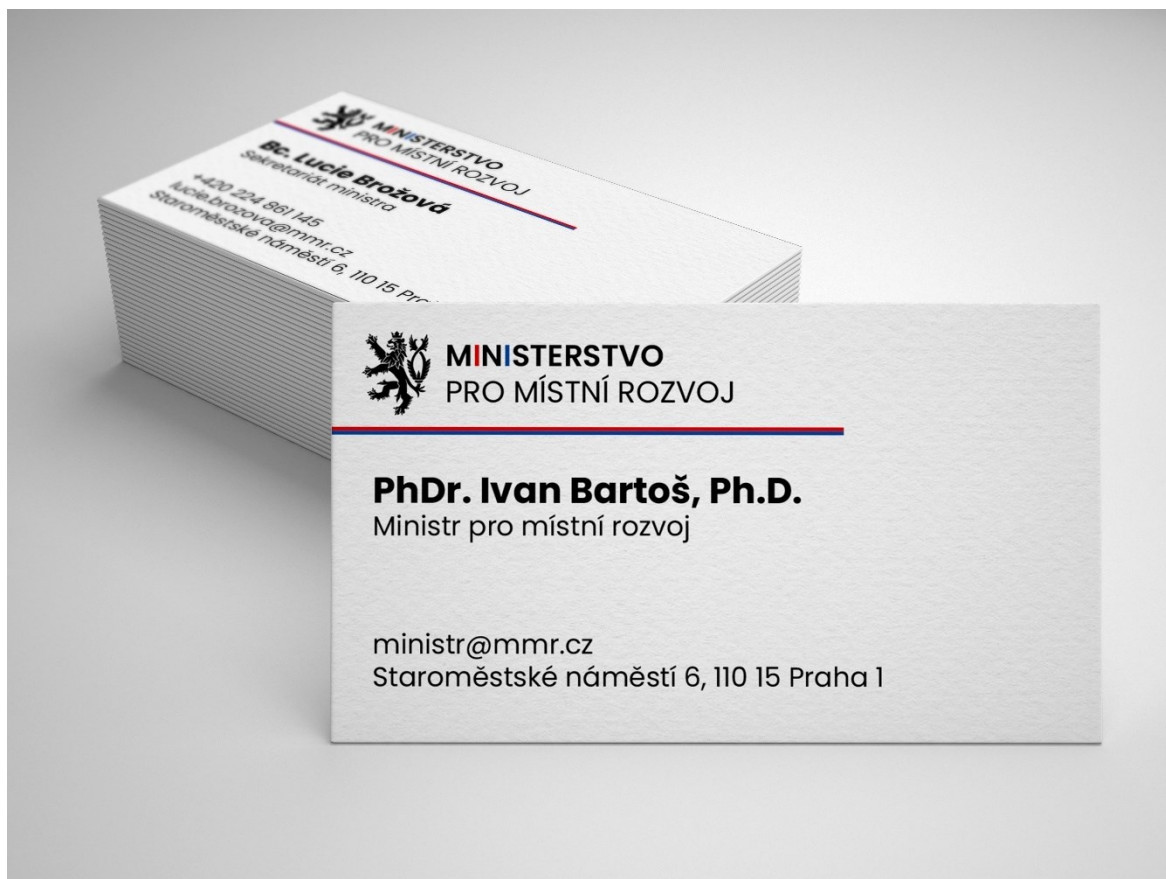 MINISTERSTVO
PRO MÍSTNÍ ROZVOJ
Bc. Lucie Brožová
Sekretariát ministra
+420 224 861 145
lucie.brozova@mmr.cz
Staroměstské náměstí 6, 110 15
MINISTERSTVO
PRO MÍSTNÍ ROZVOJ
PhDr. Ivan Bartoš, Ph.D.
Ministr pro místní rozvoj
ministr@mmr.cz
Staroměstské náměstí 6, 110 15 Praha 1